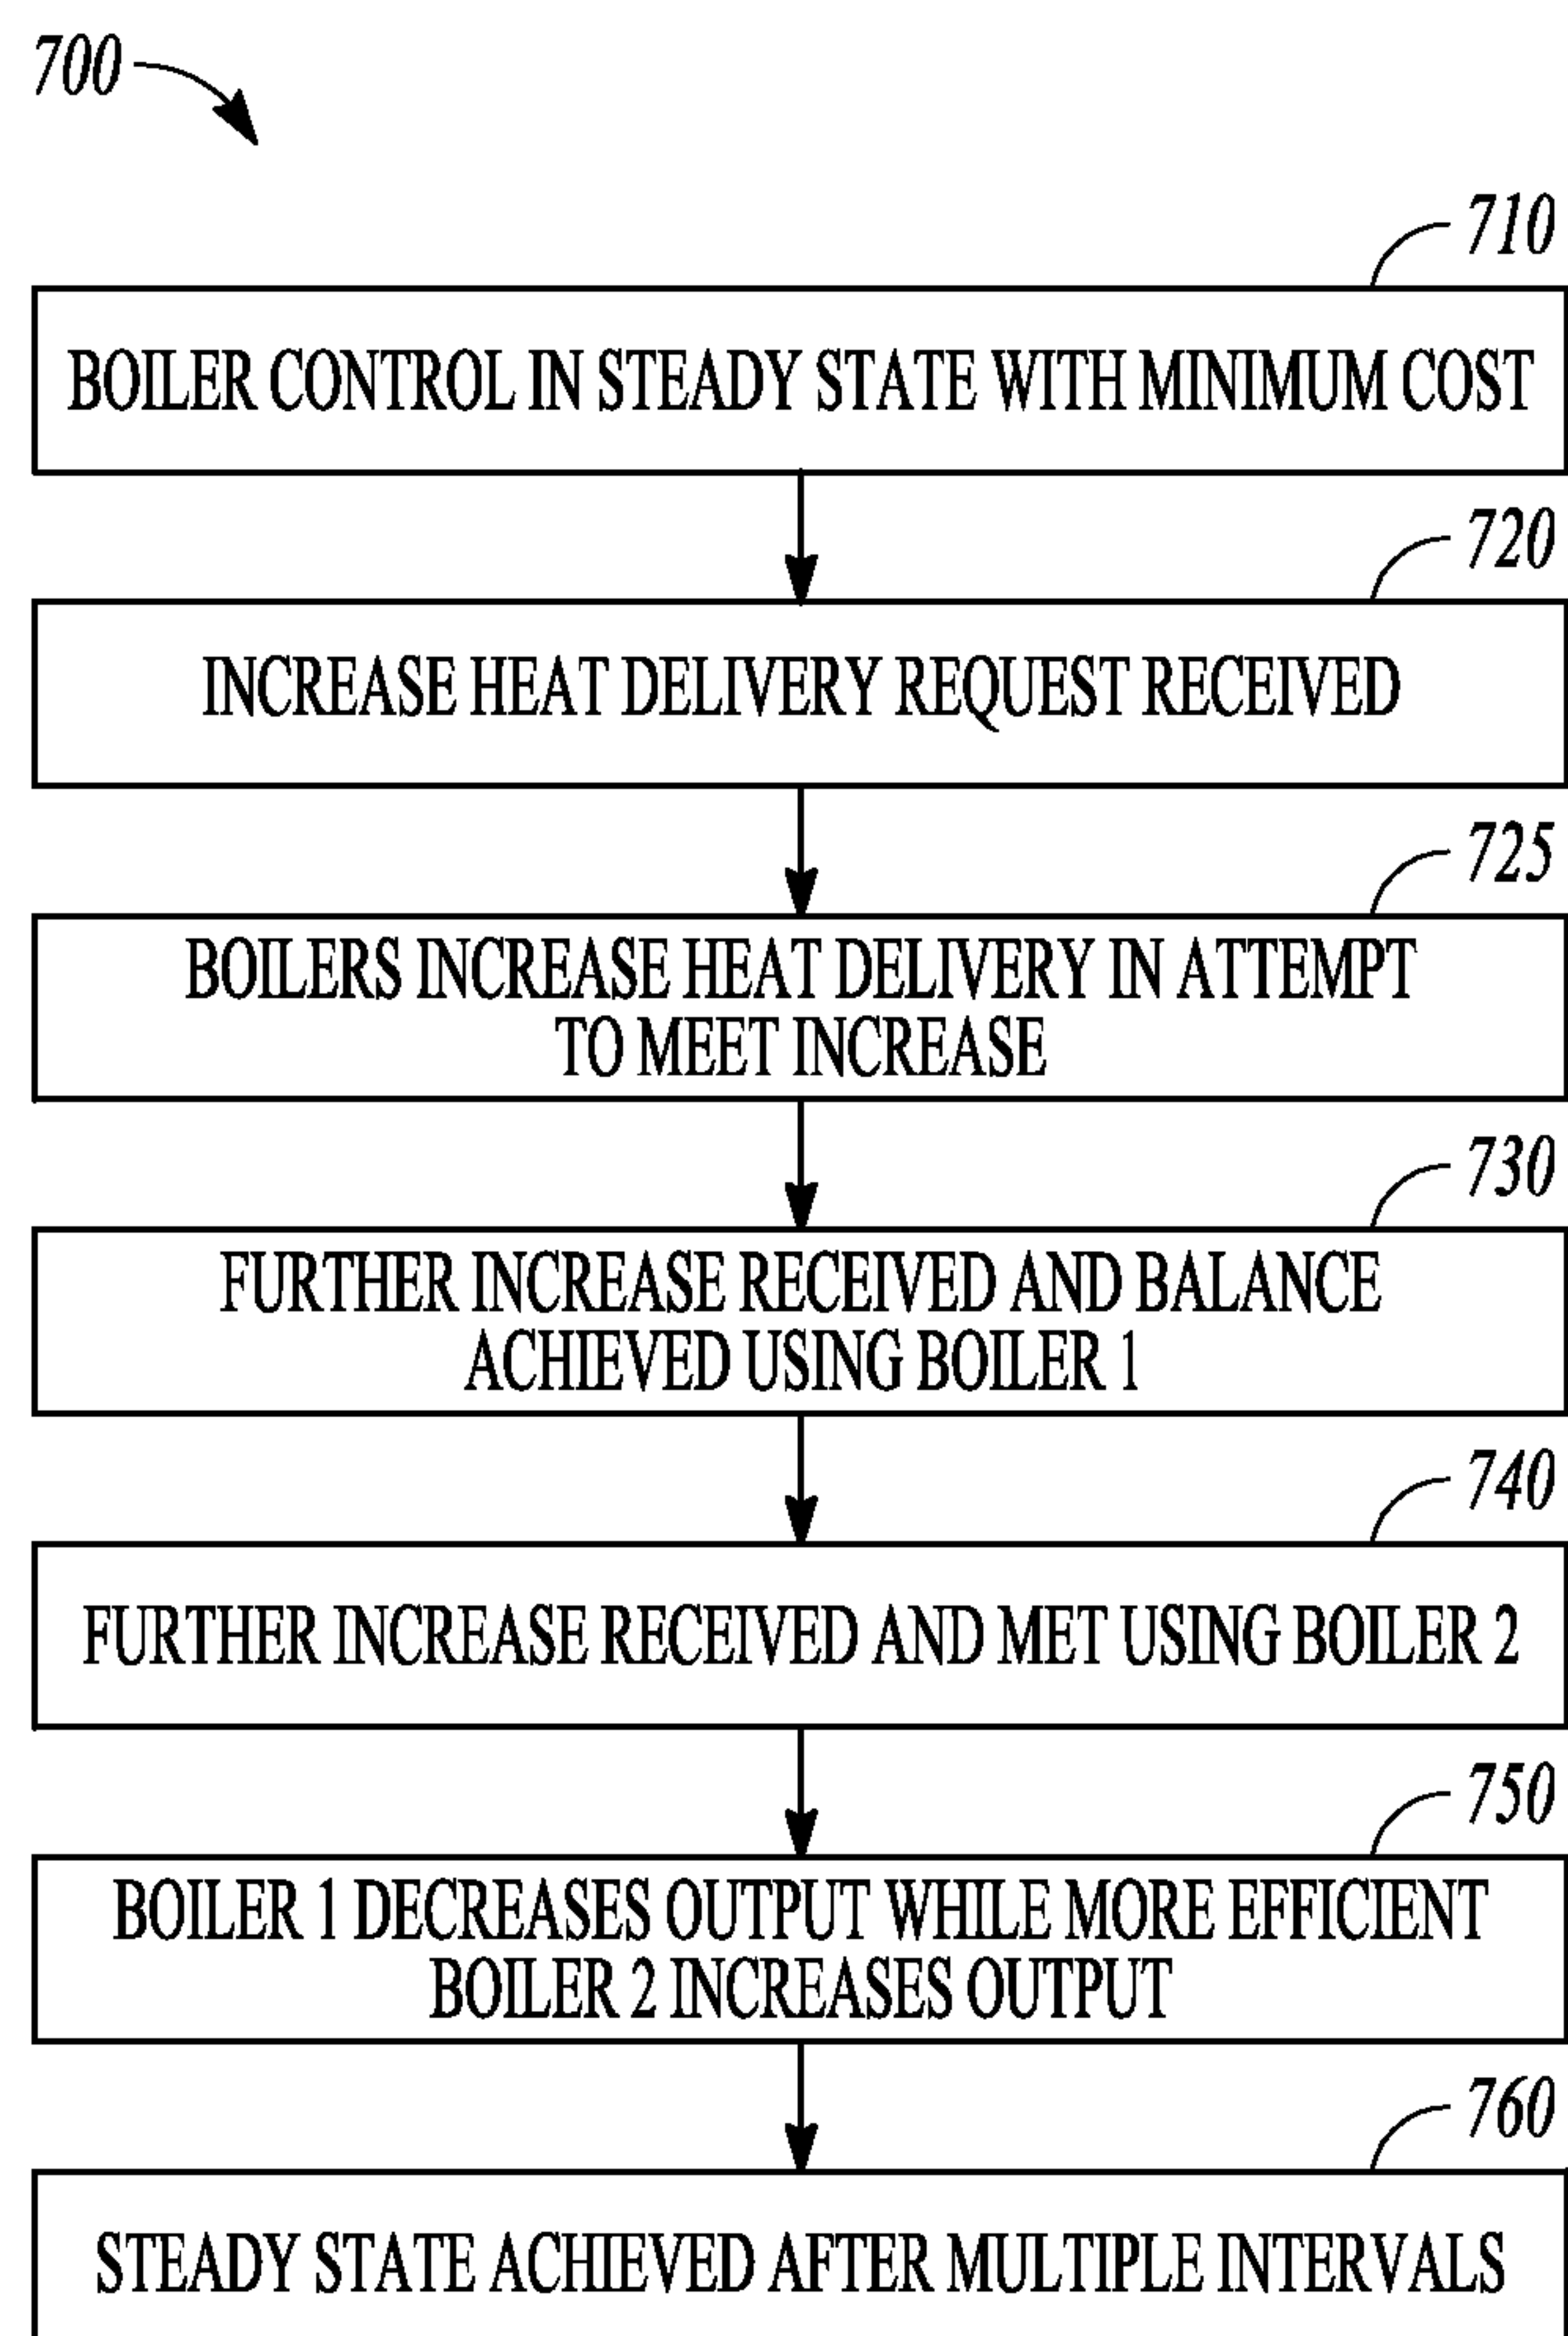 700
710
BOILER CONTROL IN STEADY STATE WITH MINIMUM COST
720
INCREASE HEAT DELIVERY REQUEST RECEIVED
725
BOILERS INCREASE HEAT DELIVERY IN ATTEMPT
TO MEET INCREASE
730
FURTHER INCREASE RECEIVED AND BALANCE
ACHIEVED USING BOILER 1
740
FURTHER INCREASE RECEIVED AND MET USING BOILER 2
750
BOILER 1 DECREASES OUTPUT WHILE MORE EFFICIENT
BOILER 2 INCREASES OUTPUT
760
STEADY STATE ACHIEVED AFTER MULTIPLE INTERVALS